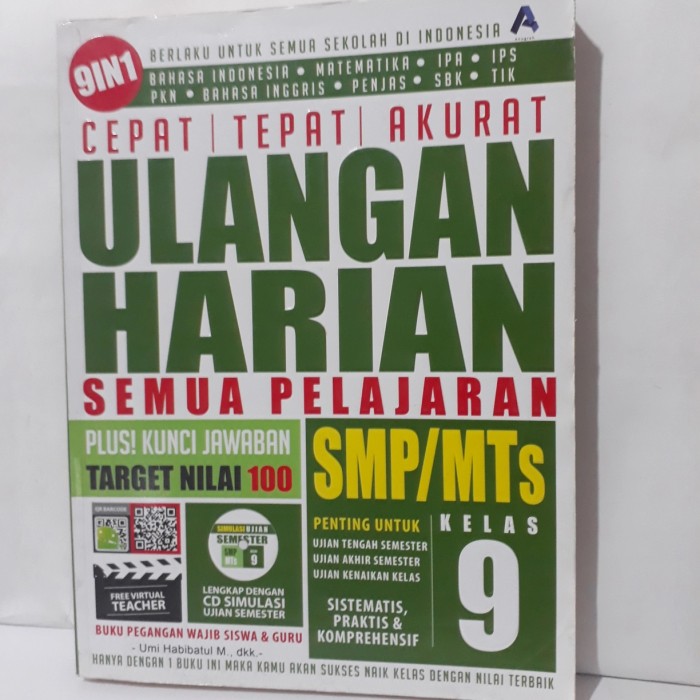 BERLAKU UNTUK SEMUA SEKOLAH DI INDONESIA
9IN1
BAHASA INDONESIA • MATEMATIKA • IPA • IPS
PKN • BAHASA INGGRIS • PENJAS • SBK • TIK
CEPAT | TEPAT | AKURAT
ULANGAN
HARIAN
SEMUA PELAJARAN
PLUS! KUNCI JAWABAN
TARGET NILAI 100
SMP/MTs
KELAS
9
PENTING UNTUK
UJIAN TENGAH SEMESTER
UJIAN AKHIR SEMESTER
UJIAN KENAIKAN KELAS
SISTEMATIS,
PRAKTIS &
KOMPREHENSIF
QR BARCODE
FREE VIRTUAL
TEACHER
SIMULASI UJIAN
SEMESTER
SMP
MTs
9
LENGKAP DENGAN
CD SIMULASI
UJIAN SEMESTER
BUKU PEGANGAN WAJIB SISWA & GURU
- Umi Habibatul M., dkk.-
HANYA DENGAN 1 BUKU INI MAKA KAMU AKAN SUKSES NAIK KELAS DENGAN NILAI TERBAIK